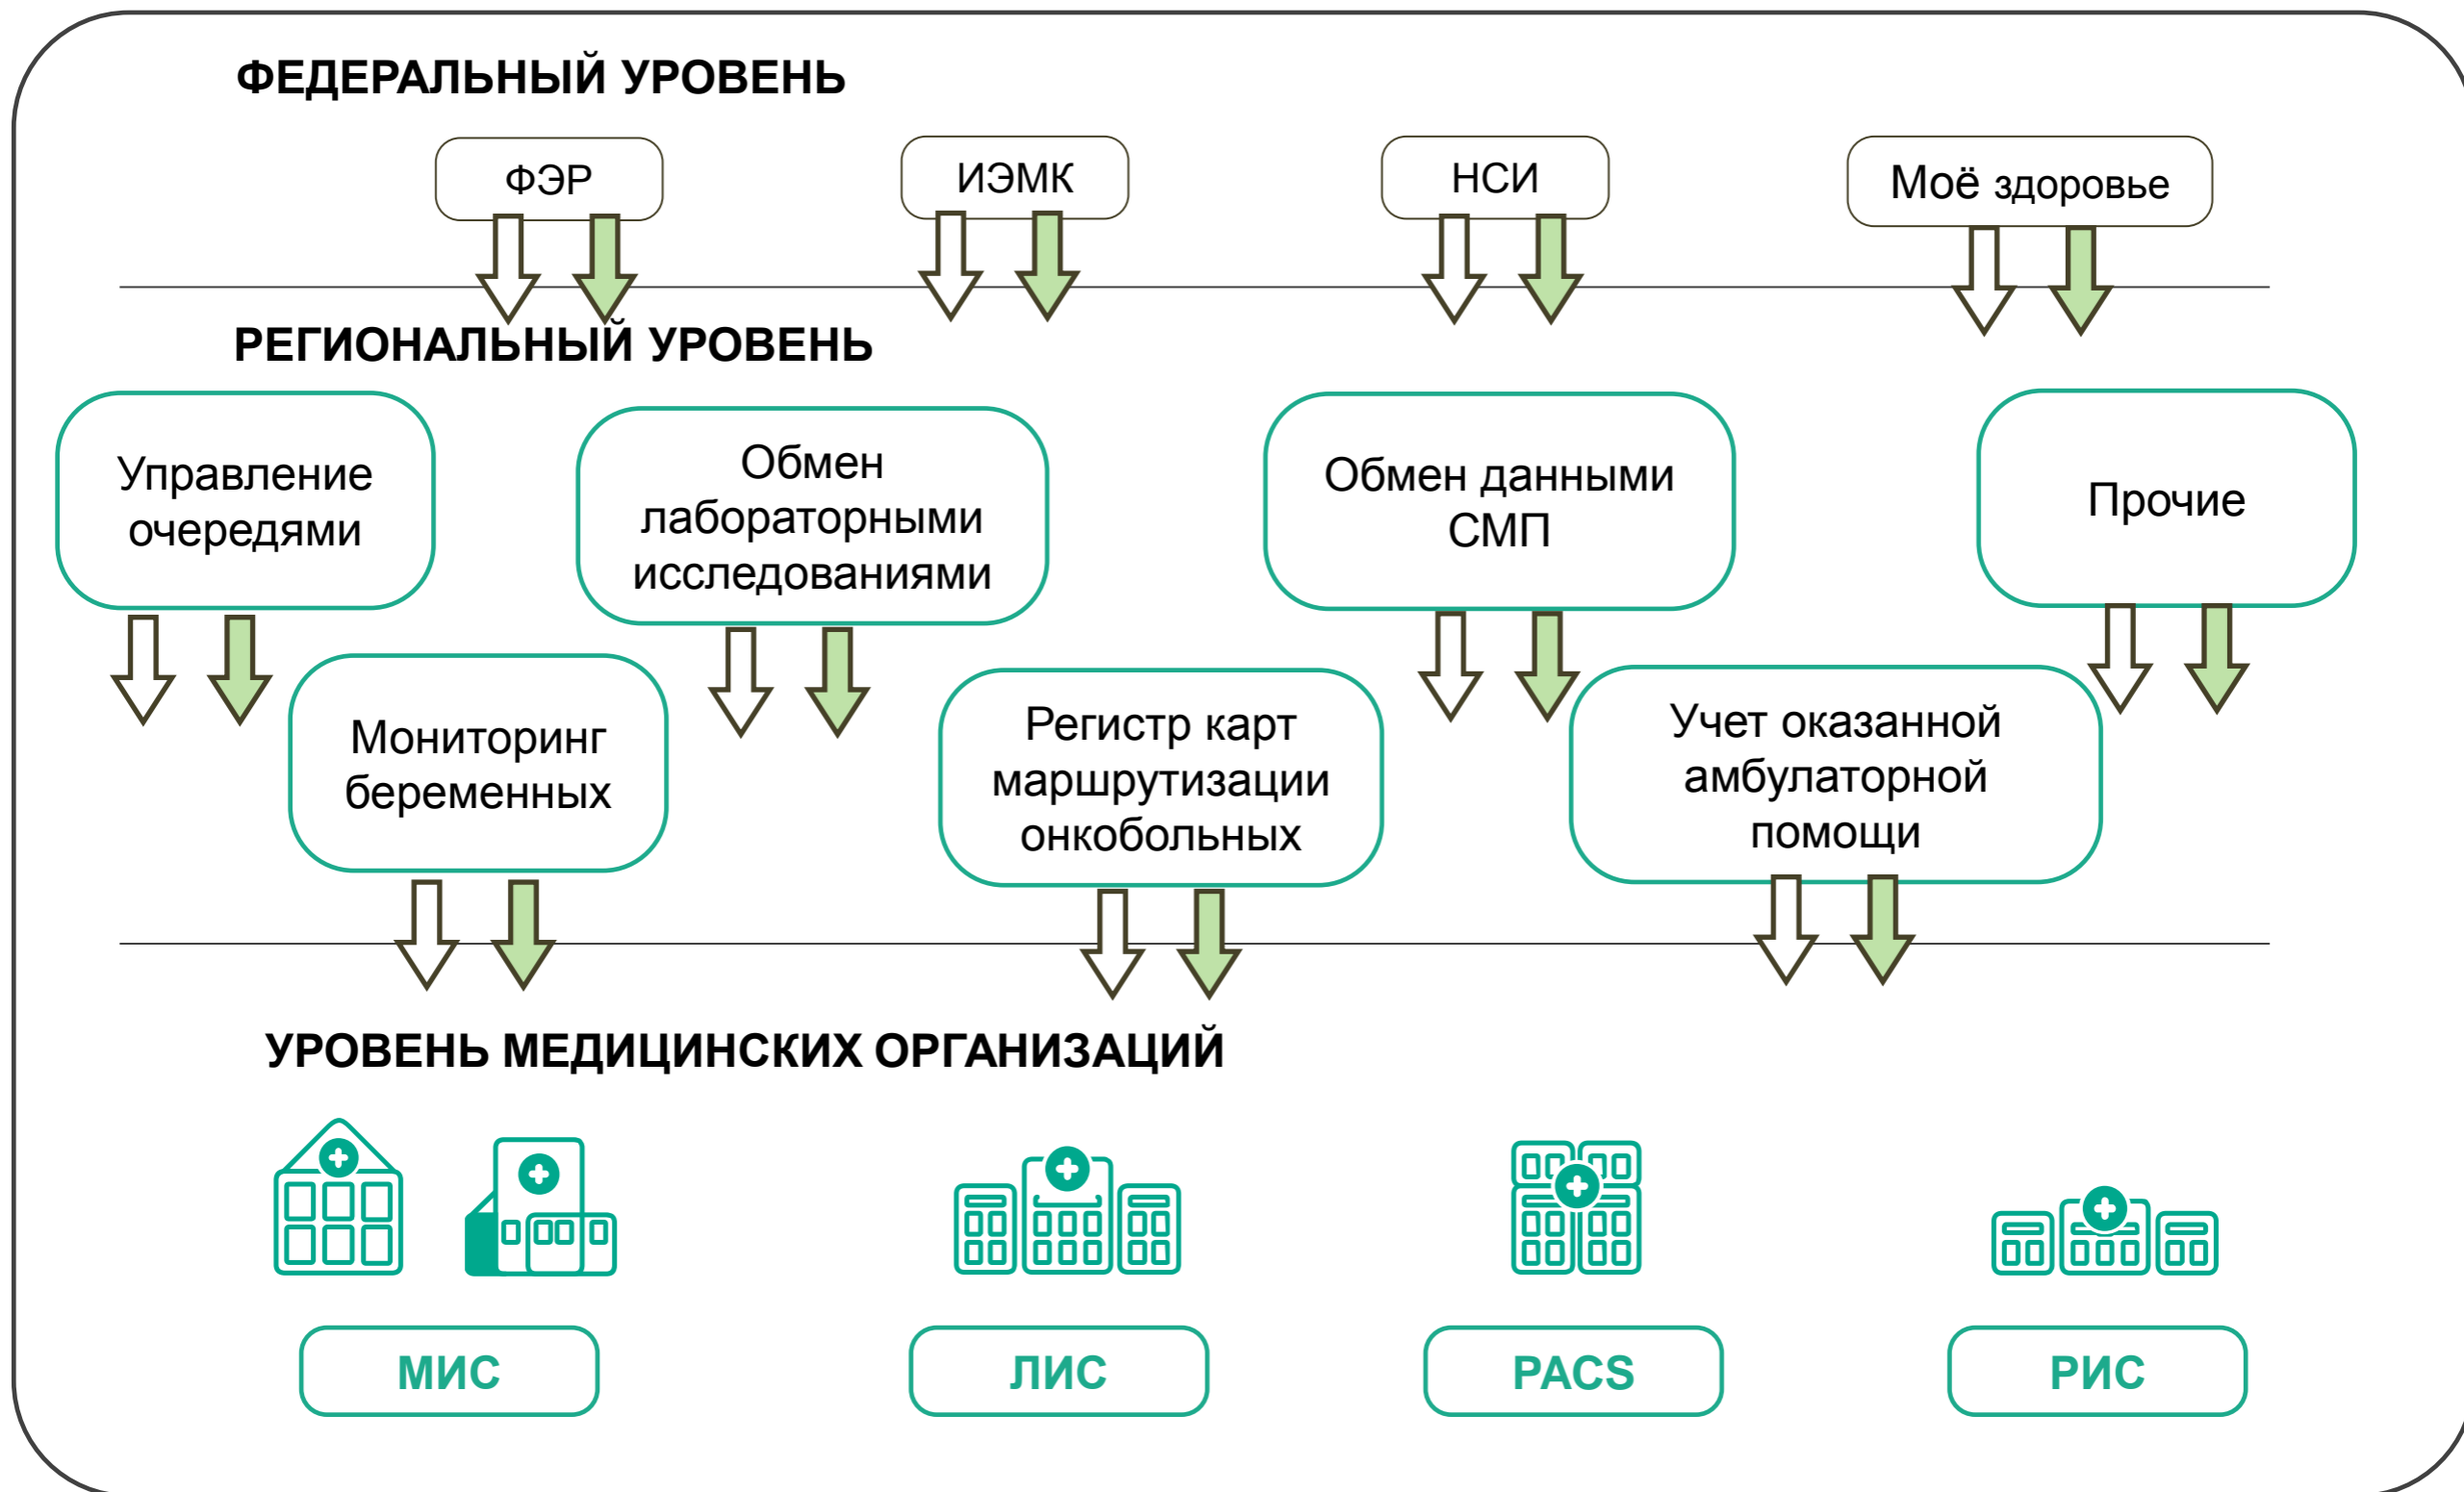 ФЕДЕРАЛЬНЫЙ УРОВЕНЬ
ФЭР
ИЭМК
НСИ
Моё здоровье
РЕГИОНАЛЬНЫЙ УРОВЕНЬ
Управление
очередями
Обмен
лабораторными
исследованиями
Обмен данными
СМП
Прочие
Мониторинг
беременных
Регистр карт
маршрутизации
онкобольных
Учет оказанной
амбулаторной
помощи
УРОВЕНЬ МЕДИЦИНСКИХ ОРГАНИЗАЦИЙ
МИС
ЛИС
PACS
РИС